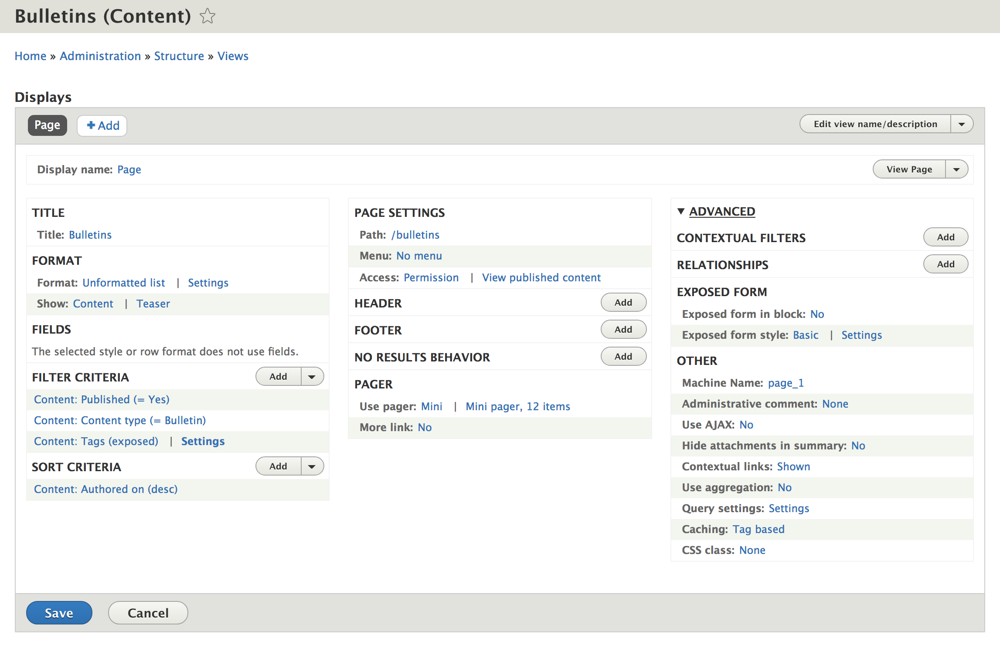 Bulletins (Content)
Home » Administration » Structure » Views
Displays
Page
Add
Edit view name/description
Display name: Page
View Page
TITLE
Title: Bulletins
FORMAT
Format: Unformatted list | Settings
Show: Content | Teaser
FIELDS
The selected style or row format does not use fields.
FILTER CRITERIA
Add
Content: Published (= Yes)
Content: Content type (= Bulletin)
Content: Tags (exposed) | Settings
SORT CRITERIA
Add
Content: Authored on (desc)
PAGE SETTINGS
Path: /bulletins
Menu: No menu
Access: Permission | View published content
HEADER
Add
FOOTER
Add
NO RESULTS BEHAVIOR
Add
PAGER
Use pager: Mini | Mini pager, 12 items
More link: No
ADVANCED
CONTEXTUAL FILTERS
Add
RELATIONSHIPS
Add
EXPOSED FORM
Exposed form in block: No
Exposed form style: Basic | Settings
OTHER
Machine Name: page_1
Administrative comment: None
Use AJAX: No
Hide attachments in summary: No
Contextual links: Shown
Use aggregation: No
Query settings: Settings
Caching: Tag based
CSS class: None
Save
Cancel